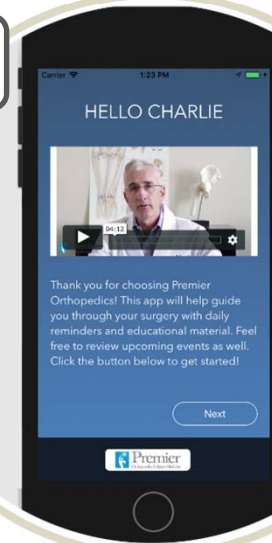 Carrier 1:23 PM
HELLO CHARLIE
04:12
Thank you for choosing Premier
Orthopedics! This app will help guide
you through your surgery with daily
reminders and educational material. Feel
free to review upcoming events as well.
Click the button below to get started!
Next
Premier